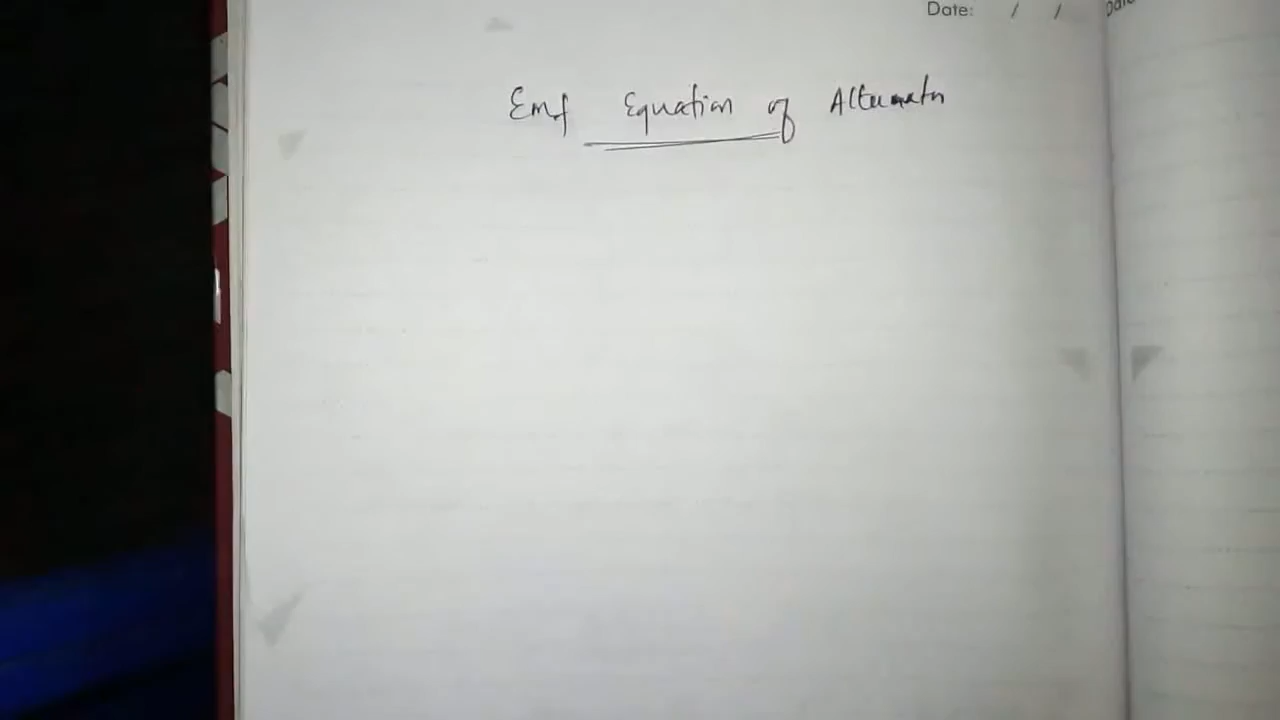 Date: / /
Emf Equation of Alternator